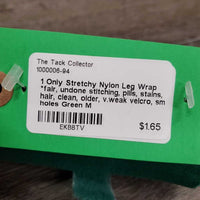 The Tack Collector
1000006-94
1 Only Stretchy Nylon Leg Wrap
*fair, undone stitching, pills, stains,
hair, clean, older, v.weak velcro, sm
holes Green M
EK88TV
$1.65